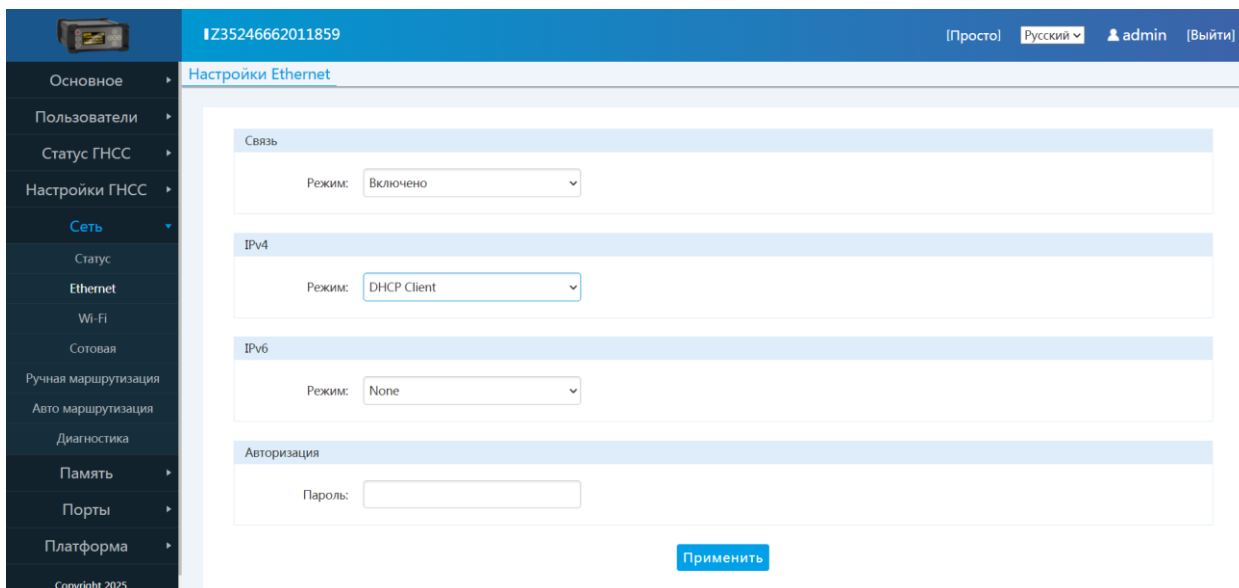 IZ35246662011859
[Просто]
Русский
admin
[Выйти]
Основное
Пользователи
Статус ГНСС
Настройки ГНСС
Сеть
Статус
Ethernet
Wi-Fi
Сотовая
Ручная маршрутизация
Авто маршрутизация
Диагностика
Память
Порты
Платформа
Copyright 2025
Настройки Ethernet
Связь
Режим: Включено
IPv4
Режим: DHCP Client
IPv6
Режим: None
Авторизация
Пароль:
Применить